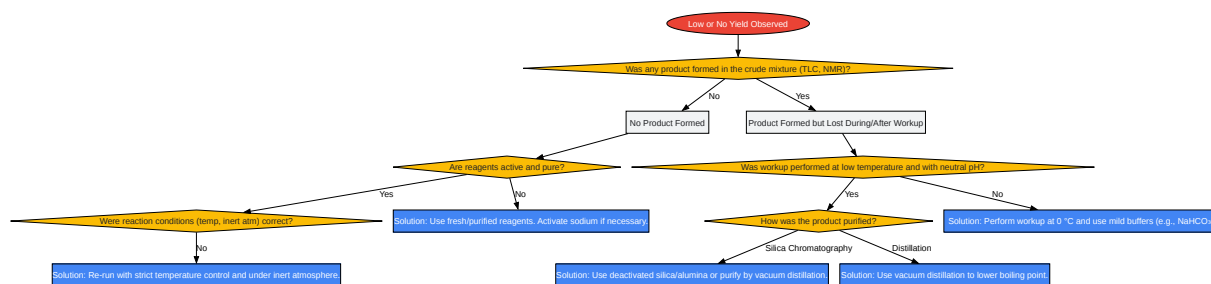 Low or No Yield Observed
Was any product formed in the crude mixture (TLC, NMR)?
No
Yes
No Product Formed
Product Formed but Lost During/After Workup
Are reagents active and pure?
Was workup performed at low temperature and with neutral pH?
Yes
No
Yes
No
Were reaction conditions (temp, inert atm) correct?
Solution: Use fresh/purified reagents. Activate sodium if necessary.
How was the product purified?
Solution: Perform workup at 0 °C and use mild buffers (e.g., NaHCO₃
No
Silica Chromatography
Distillation
Solution: Re-run with strict temperature control and under inert atmosphere.
Solution: Use deactivated silica/alumina or purify by vacuum distillation.
Solution: Use vacuum distillation to lower boiling point.